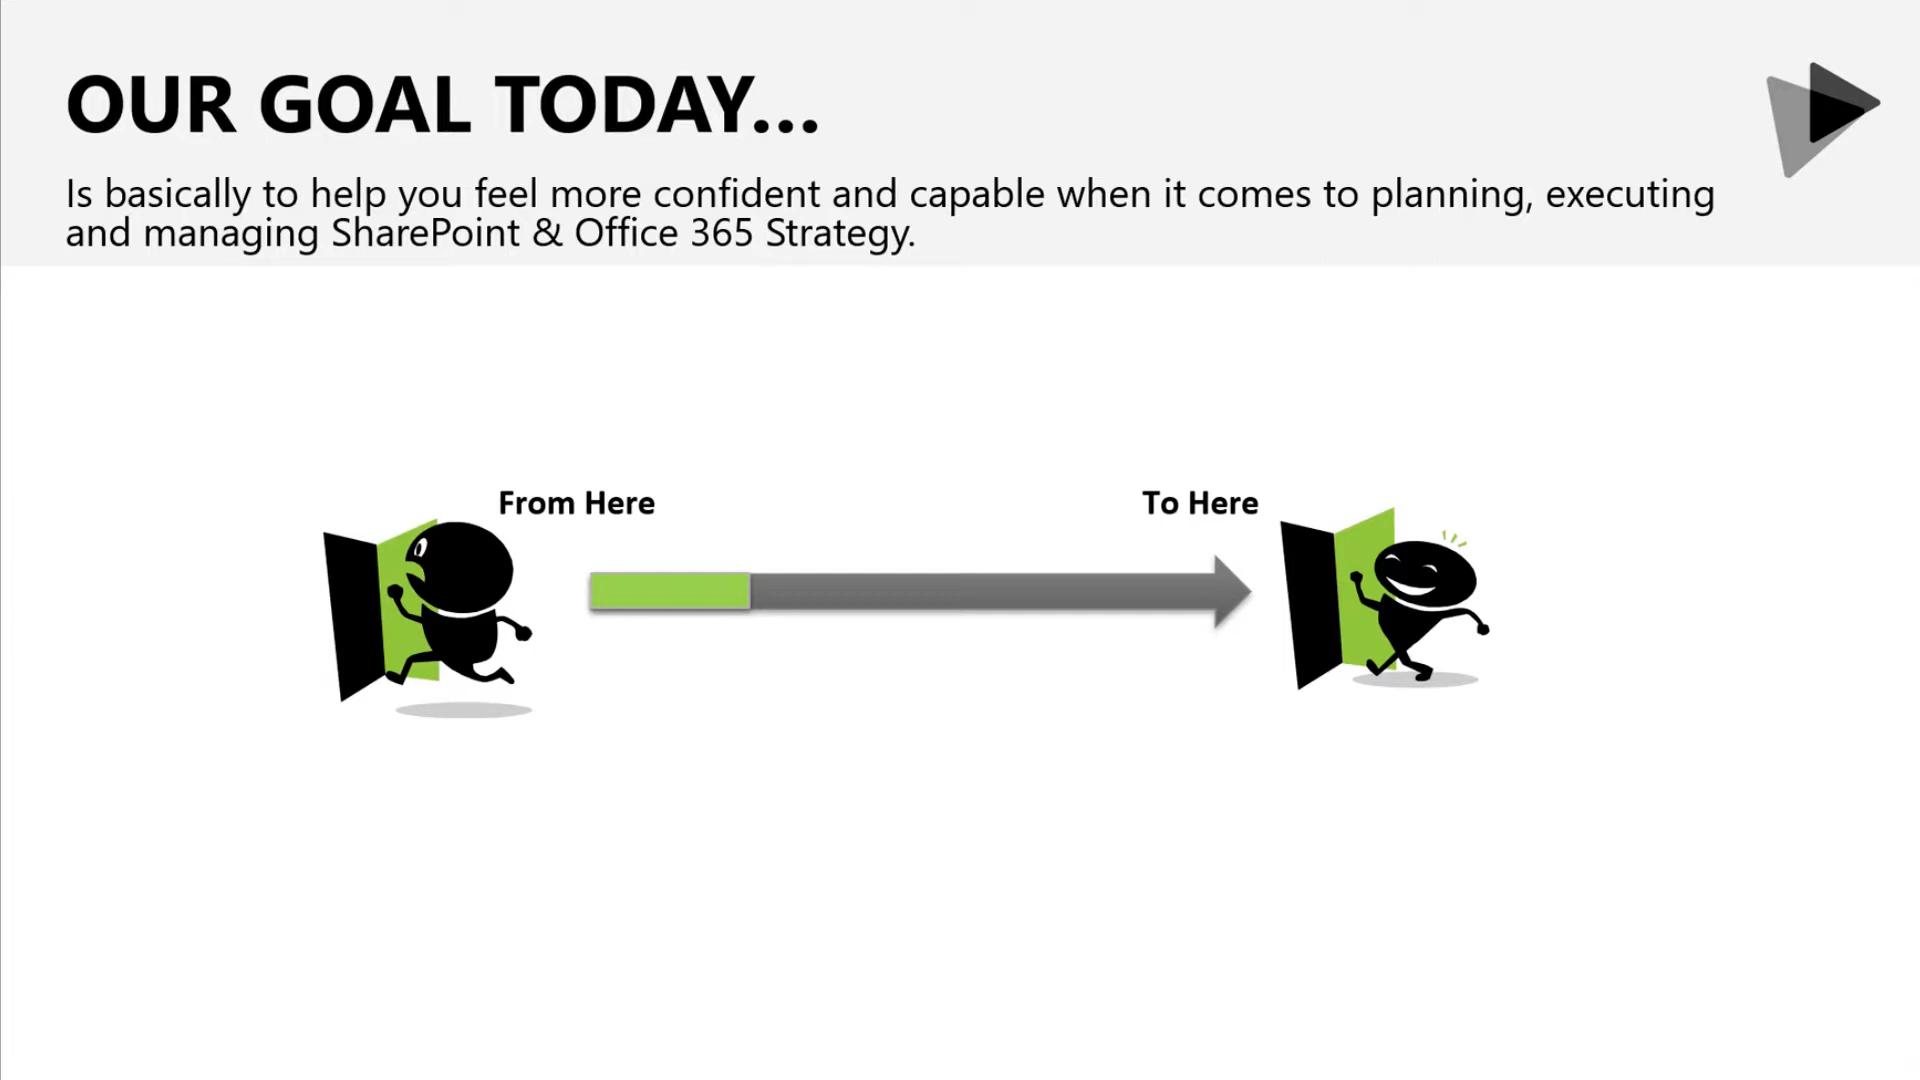 OUR GOAL TODAY...
Is basically to help you feel more confident and capable when it comes to planning, executing
and managing SharePoint & Office 365 Strategy.
From Here
To Here